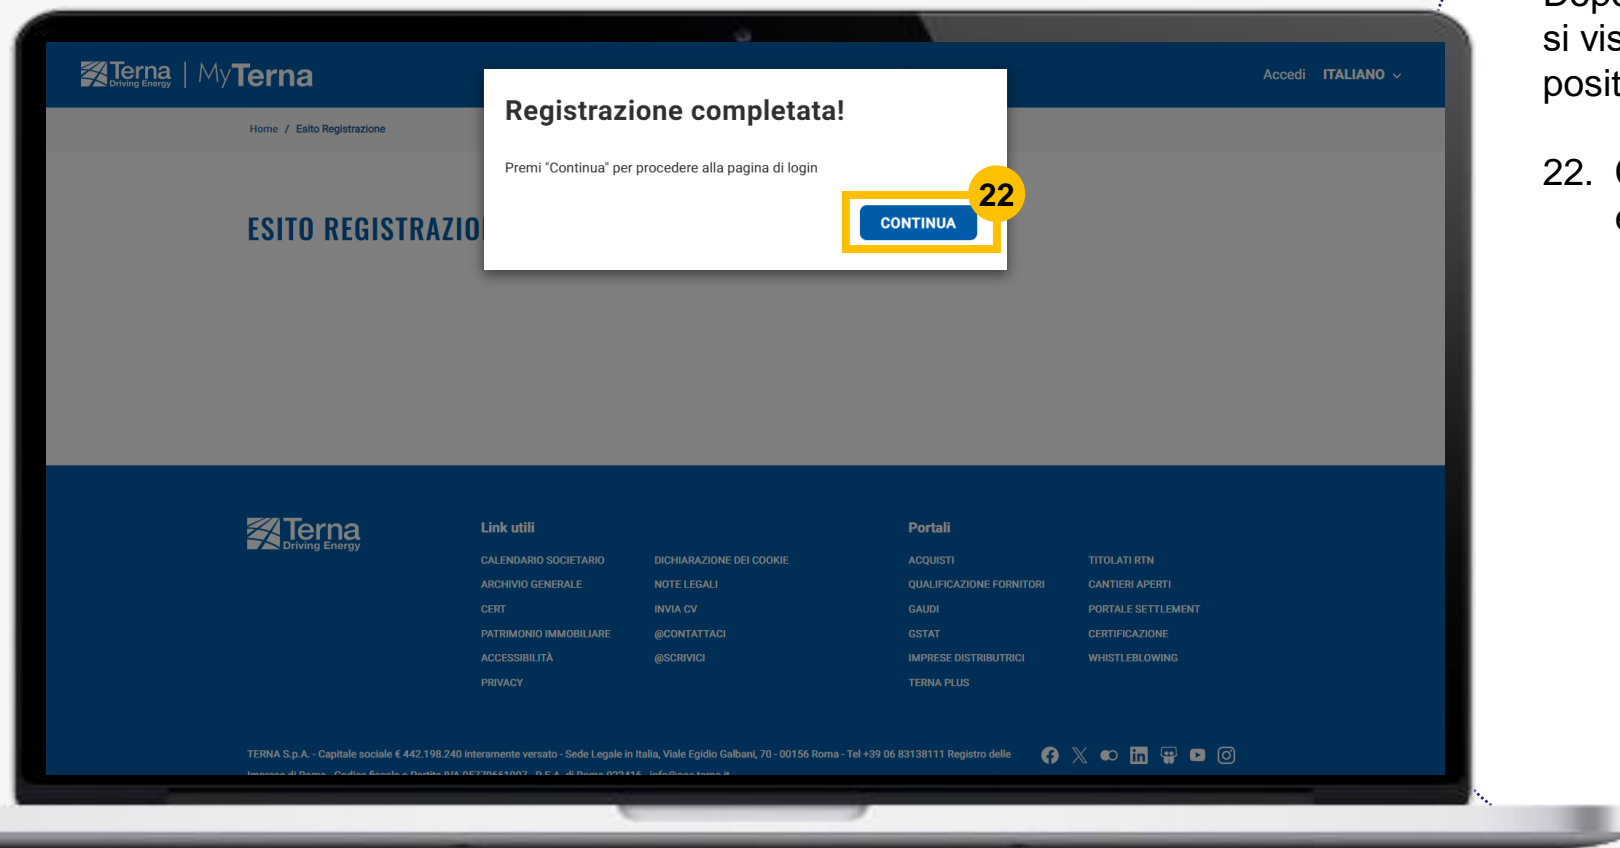 Terna
Driving Energy
MyTerna
Accedi ITALIANO
Home / Esito Registrazione
ESITO REGISTRAZIO
Registrazione completata!
Premi "Continua" per procedere alla pagina di login
CONTINUA
22
si vis
posit
22.
Terna
Driving Energy
Link utili
CALENDARIO SOCIETARIO
ARCHIVIO GENERALE
CERT
PATRIMONIO IMMOBILIARE
ACCESSIBILITÀ
PRIVACY
DICHIARAZIONE DEI COOKIE
NOTE LEGALI
INVIA CV
@CONTATTACI
@SCRIVICI
Portali
ACQUISTI
QUALIFICAZIONE FORNITORI
GAUDI
GSTAT
IMPRESE DISTRIBUTRICI
TERNA PLUS
TITOLATI RTN
CANTIERI APERTI
PORTALE SETTLEMENT
CERTIFICAZIONE
WHISTLEBLOWING
TERNA S.p.A. - Capitale sociale € 442.198.240 interamente versato - Sede Legale in Italia, Viale Egidio Galbani, 70 - 00156 Roma - Tel +39 06 83138111 Registro delle